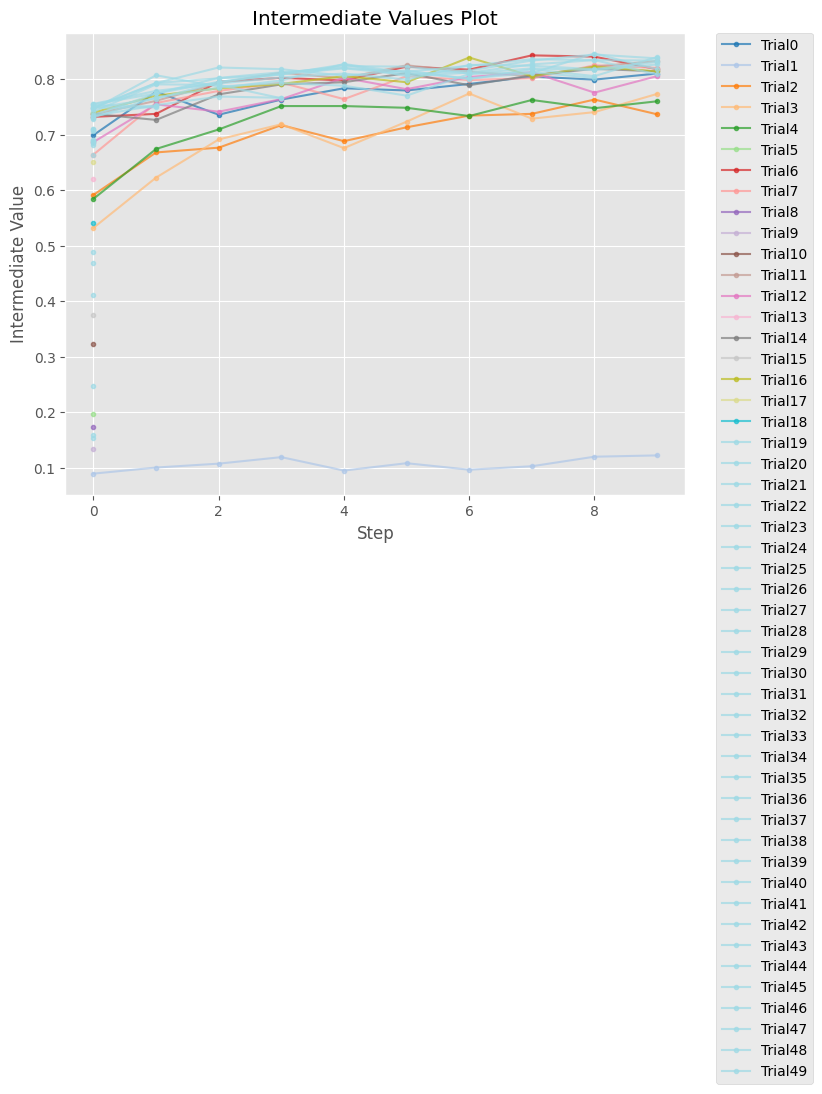 Intermediate Values Plot
Intermediate Value
0.8
0.7
0.6
0.5
0.4
0.3
0.2
0.1
0 2 4 6 8
Step
Trial0
Trial1
Trial2
Trial3
Trial4
Trial5
Trial6
Trial7
Trial8
Trial9
Trial10
Trial11
Trial12
Trial13
Trial14
Trial15
Trial16
Trial17
Trial18
Trial19
Trial20
Trial21
Trial22
Trial23
Trial24
Trial25
Trial26
Trial27
Trial28
Trial29
Trial30
Trial31
Trial32
Trial33
Trial34
Trial35
Trial36
Trial37
Trial38
Trial39
Trial40
Trial41
Trial42
Trial43
Trial44
Trial45
Trial46
Trial47
Trial48
Trial49